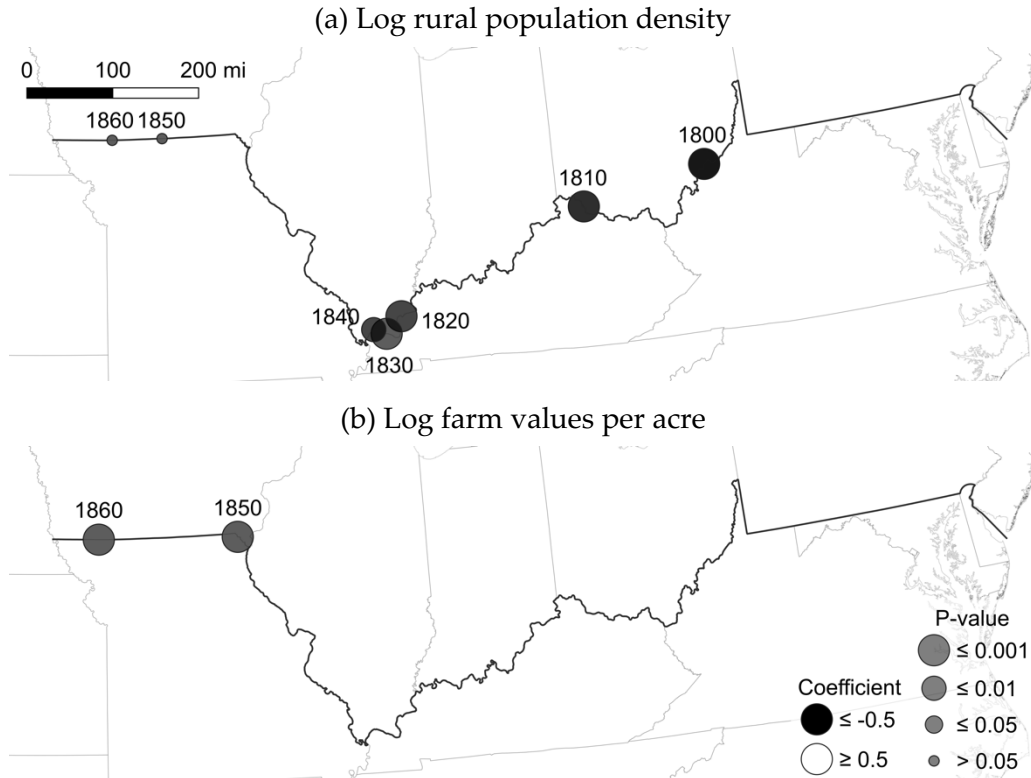 (a) Log rural population density
0 100 200 mi
1860 1850
1800
1810
1840
1820
1830
(b) Log farm values per acre
1860 1850
P-value
≤ 0.001
Coefficient
≤ 0.01
≤ -0.5
≤ 0.05
≥ 0.5
> 0.05